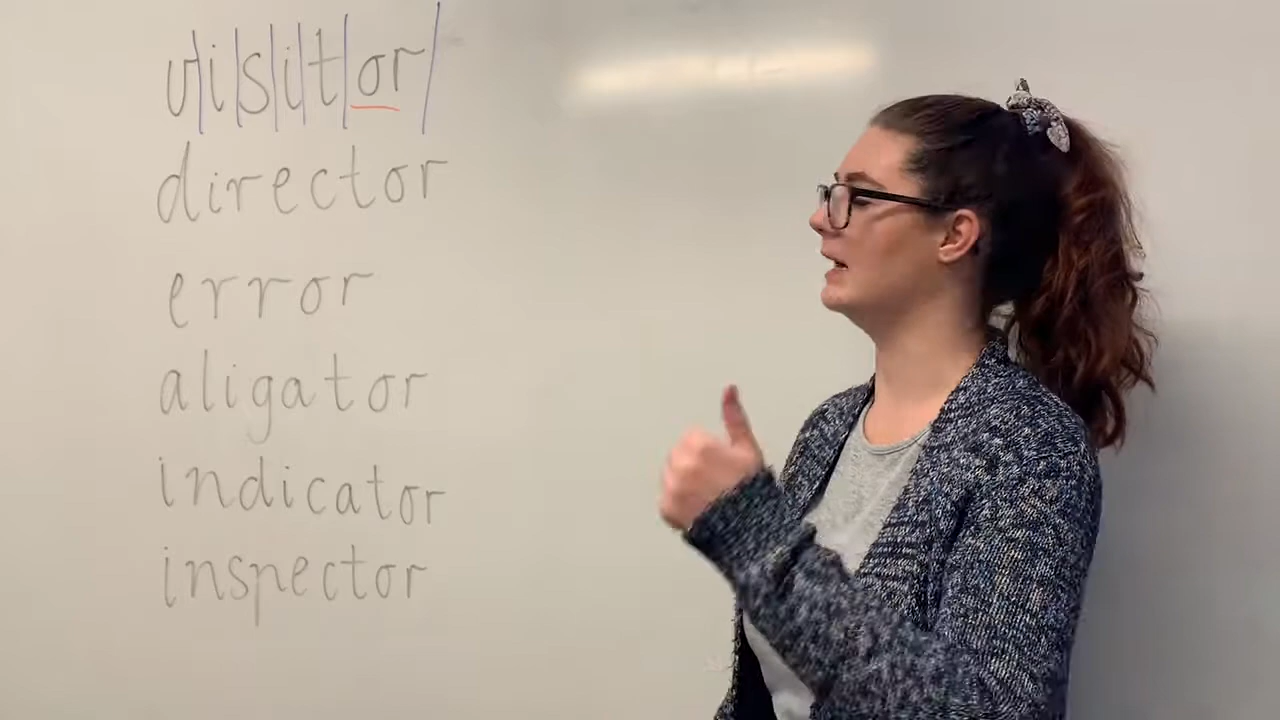 v/i/s/i/t/or/
director
error
aligator
indicator
inspector